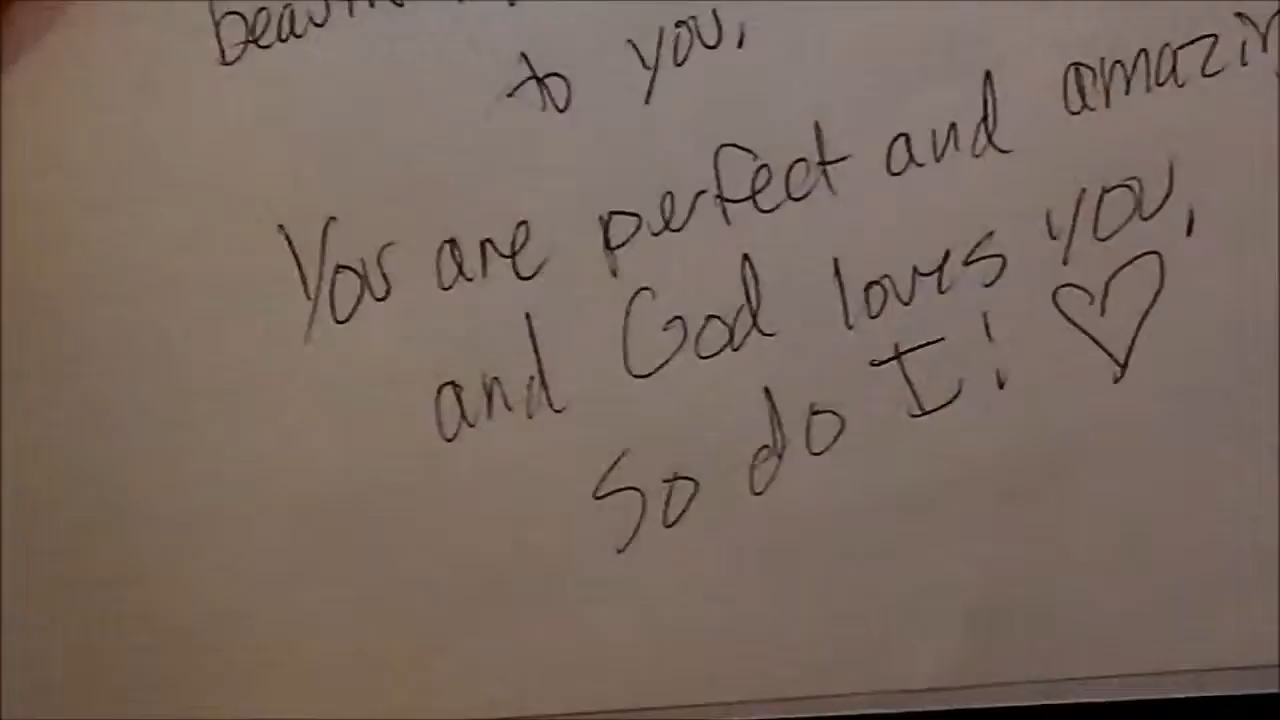 to you.
You are perfect and
and God loves you,
So do I! ♡